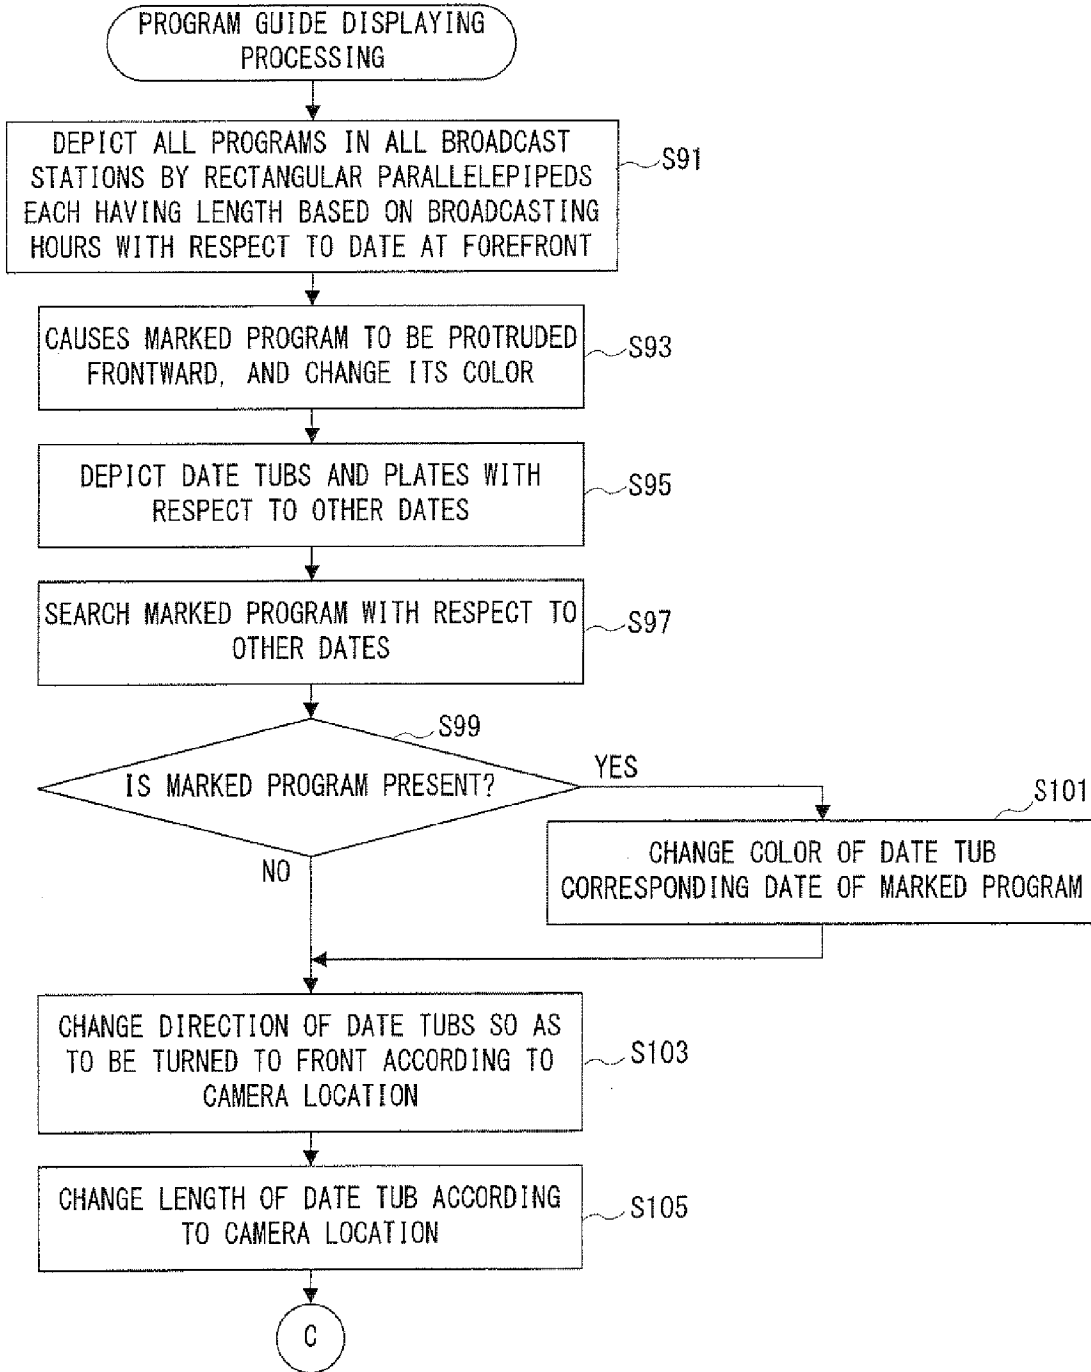 PROGRAM GUIDE DISPLAYING
PROCESSING
DEPICT ALL PROGRAMS IN ALL BROADCAST
STATIONS BY RECTANGULAR PARALLELEPIPEDS
EACH HAVING LENGTH BASED ON BROADCASTING
HOURS WITH RESPECT TO DATE AT FOREFRONT
S91
CAUSES MARKED PROGRAM TO BE PROTRUDED
FRONTWARD, AND CHANGE ITS COLOR
S93
DEPICT DATE TUBS AND PLATES WITH
RESPECT TO OTHER DATES
S95
SEARCH MARKED PROGRAM WITH RESPECT TO
OTHER DATES
S97
S99
IS MARKED PROGRAM PRESENT?
YES
NO
S101
CHANGE COLOR OF DATE TUB
CORRESPONDING DATE OF MARKED PROGRAM
CHANGE DIRECTION OF DATE TUBS SO AS
TO BE TURNED TO FRONT ACCORDING TO
CAMERA LOCATION
S103
CHANGE LENGTH OF DATE TUB ACCORDING
TO CAMERA LOCATION
S105
C